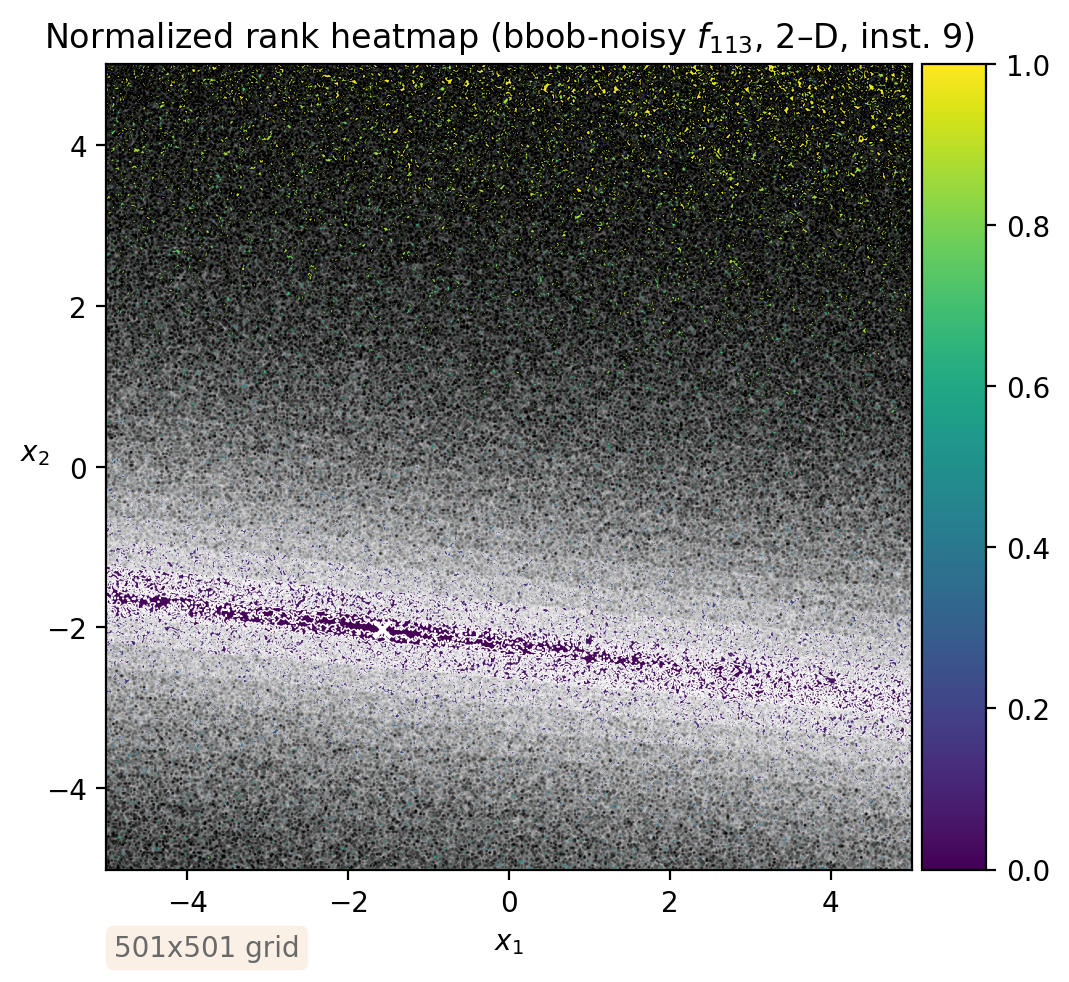 Normalized rank heatmap (bbob-noisy f113, 2–D, inst. 9)
1.0
4
0.8
2
0.6
x2 0
0.4
−2
0.2
−4
0.0
−4 −2 0 2 4
501x501 grid x1